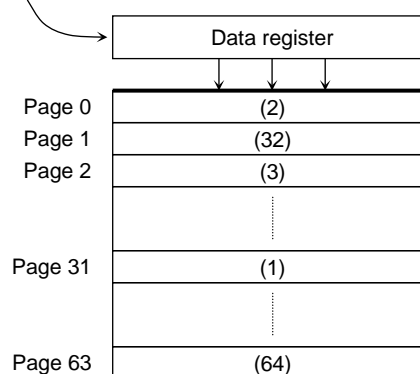 Data register
Page 0 (2)
Page 1 (32)
Page 2 (3)
Page 31 (1)
Page 63 (64)